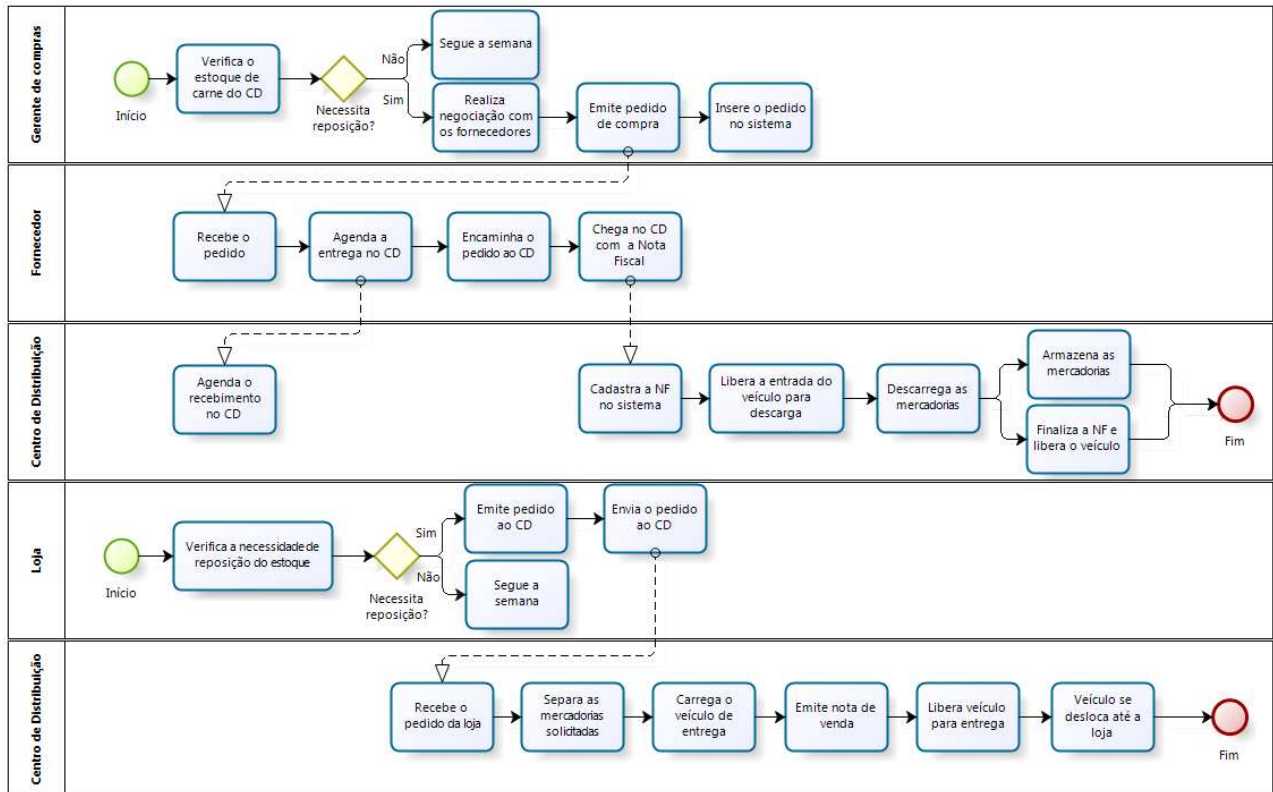 Gerente de compras
Início
Verifica o
estoque de
carne do CD
Necessita
reposição?
Não
Sim
Segue a semana
Realiza
negociação com
os fornecedores
Emite pedido
de compra
Insere o pedido
no sistema
Fornecedor
Recebe o
pedido
Agenda a
entrega no CD
Encaminha o
pedido ao CD
Chega no CD
com a Nota
Fiscal
Centro de Distribuição
Agenda o
recebimento
no CD
Cadastra a NF
no sistema
Libera a entrada do
veículo para
descarga
Descarrega as
mercadorias
Armazena as
mercadorias
Finaliza a NF e
libera o veículo
Fim
Loja
Início
Verifica a necessidade de
reposição do estoque
Necessita
reposição?
Sim
Não
Emite pedido
ao CD
Envia o pedido
ao CD
Segue a
semana
Centro de Distribuição
Recebe o
pedido da loja
Separa as
mercadorias
solicitadas
Carrega o
veículo de
entrega
Emite nota de
venda
Libera veículo
para entrega
Veículo se
desloca até a
loja
Fim